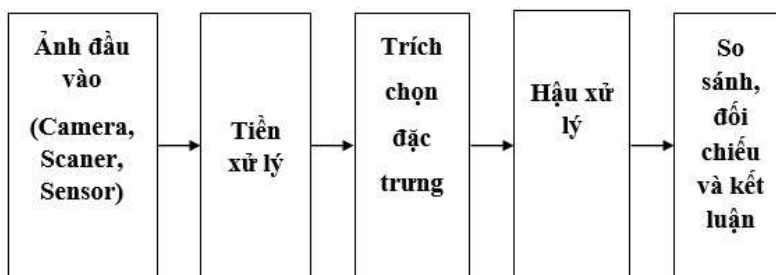 Ảnh đầu
vào
(Camera,
Scaner,
Sensor)
Tiền
xử lý
Trích
chọn
đặc
trưng
Hậu xử
lý
So
sánh,
đối
chiếu
và kết
luận